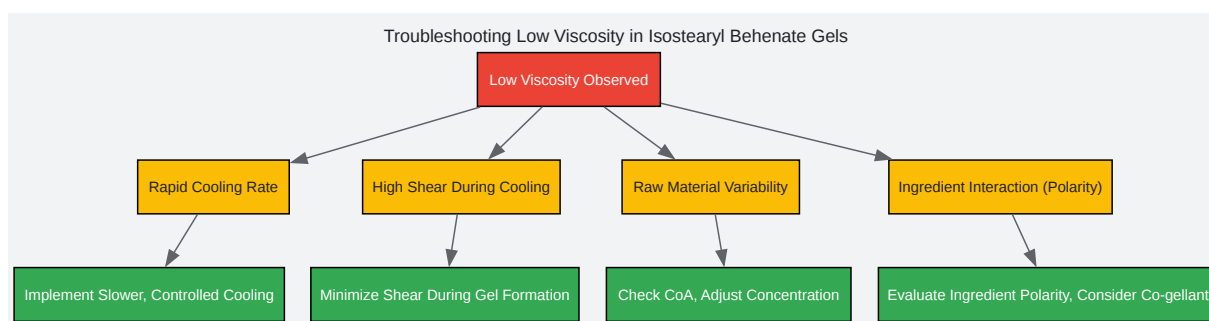 Troubleshooting Low Viscosity in Isostearyl Behenate Gels
Low Viscosity Observed
Rapid Cooling Rate
High Shear During Cooling
Raw Material Variability
Ingredient Interaction (Polarity)
Implement Slower, Controlled Cooling
Minimize Shear During Gel Formation
Check CoA, Adjust Concentration
Evaluate Ingredient Polarity, Consider Co-gellant